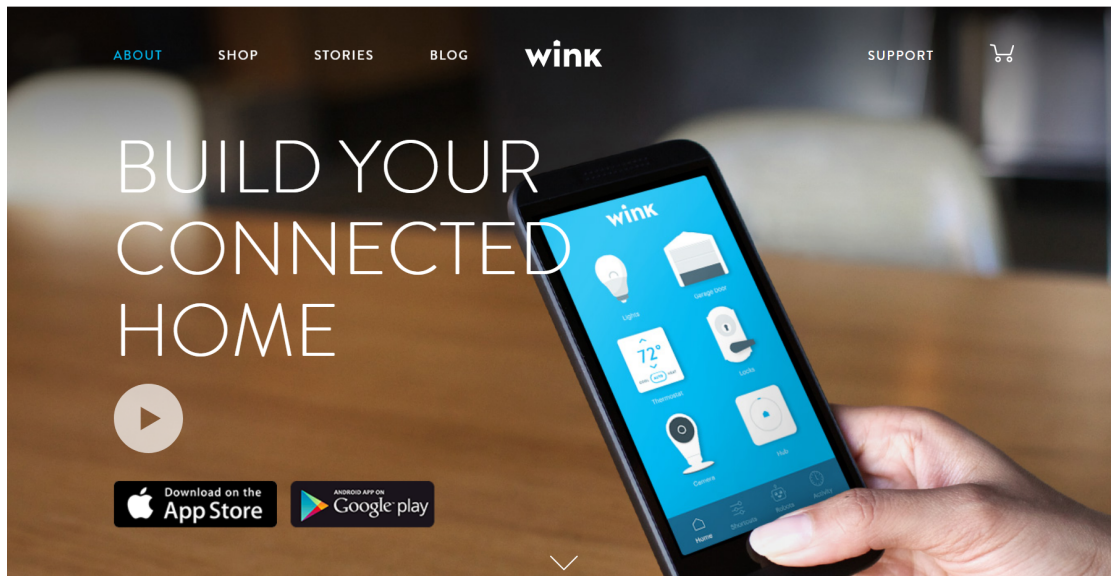 ABOUT SHOP STORIES BLOG wink SUPPORT
BUILD YOUR
CONNECTED
HOME
Download on the
App Store
ANDROID APP ON
Google play
wink
Lights
Garage Door
72°
Thermostat
Locks
Camera
Hub
Home
Shortcuts
Robots
Activity